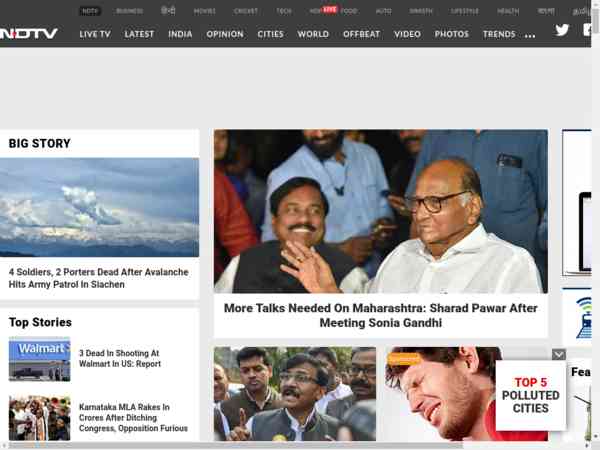 NDTV BUSINESS हिन्दी MOVIES CRICKET TECH HOP LIVE FOOD AUTO SWASTH LIFESTYLE HEALTH বাংলা
NDTV LIVE TV LATEST INDIA OPINION CITIES WORLD OFFBEAT VIDEO PHOTOS TRENDS ...
BIG STORY
4 Soldiers, 2 Porters Dead After Avalanche
Hits Army Patrol In Siachen
More Talks Needed On Maharashtra: Sharad Pawar After
Meeting Sonia Gandhi
Top Stories
Walmart
3 Dead In Shooting At
Walmart In US: Report
Karnataka MLA Rakes In
Crores After Ditching
Congress, Opposition Furious
Sponsored
TOP 5
POLLUTED
CITIES
Fea